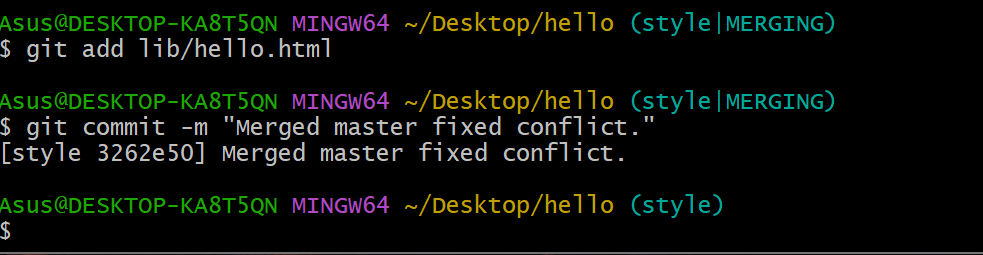 Asus@DESKTOP-KA8T5QN MINGW64 ~/Desktop/hello (style|MERGING)
$ git add lib/hello.html
Asus@DESKTOP-KA8T5QN MINGW64 ~/Desktop/hello (style|MERGING)
$ git commit -m "Merged master fixed conflict."
[style 3262e50] Merged master fixed conflict.
Asus@DESKTOP-KA8T5QN MINGW64 ~/Desktop/hello (style)
$